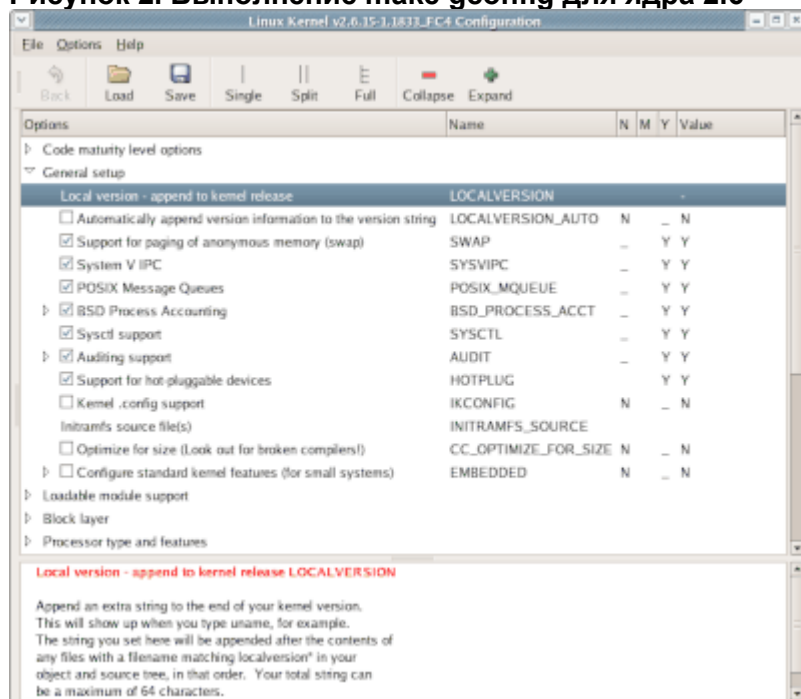 Рисунок 2. Выполнение make gconfig для ядра 2.6
Linux Kernel v2.6.15-1.1833_FC4 Configuration
File Options Help
Back Load Save Single Split Full Collapse Expand
Options Name N M Y Value
Code maturity level options
General setup
Local version - append to kernel release LOCALVERSION -
Automatically append version information to the version string LOCALVERSION_AUTO N _ N
Support for paging of anonymous memory (swap) SWAP _ Y Y
System V IPC SYSVIPC _ Y Y
POSIX Message Queues POSIX_MQUEUE _ Y Y
BSD Process Accounting BSD_PROCESS_ACCT _ Y Y
Sysctl support SYSCTL _ Y Y
Auditing support AUDIT _ Y Y
Support for hot-pluggable devices HOTPLUG Y Y
Kernel .config support IKCONFIG N _ N
Initramfs source file(s) INITRAMFS_SOURCE
Optimize for size (Look out for broken compilers!) CC_OPTIMIZE_FOR_SIZE N _ N
Configure standard kernel features (for small systems) EMBEDDED N _ N
Loadable module support
Block layer
Processor type and features
Local version - append to kernel release LOCALVERSION
Append an extra string to the end of your kernel version.
This will show up when you type uname, for example.
The string you set here will be appended after the contents of
any files with a filename matching localversion* in your
object and source tree, in that order. Your total string can
be a maximum of 64 characters.